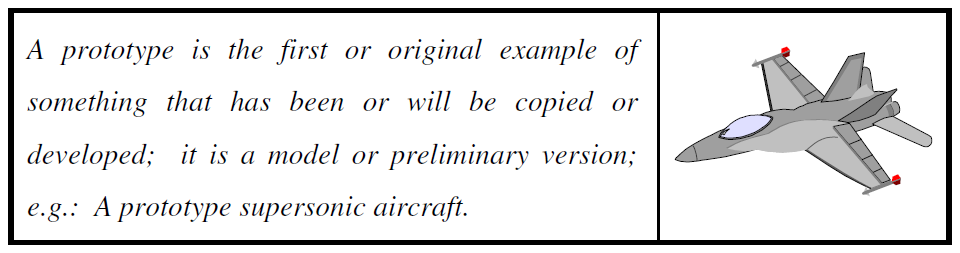 A prototype is the first or original example of
something that has been or will be copied or
developed; it is a model or preliminary version;
e.g.: A prototype supersonic aircraft.